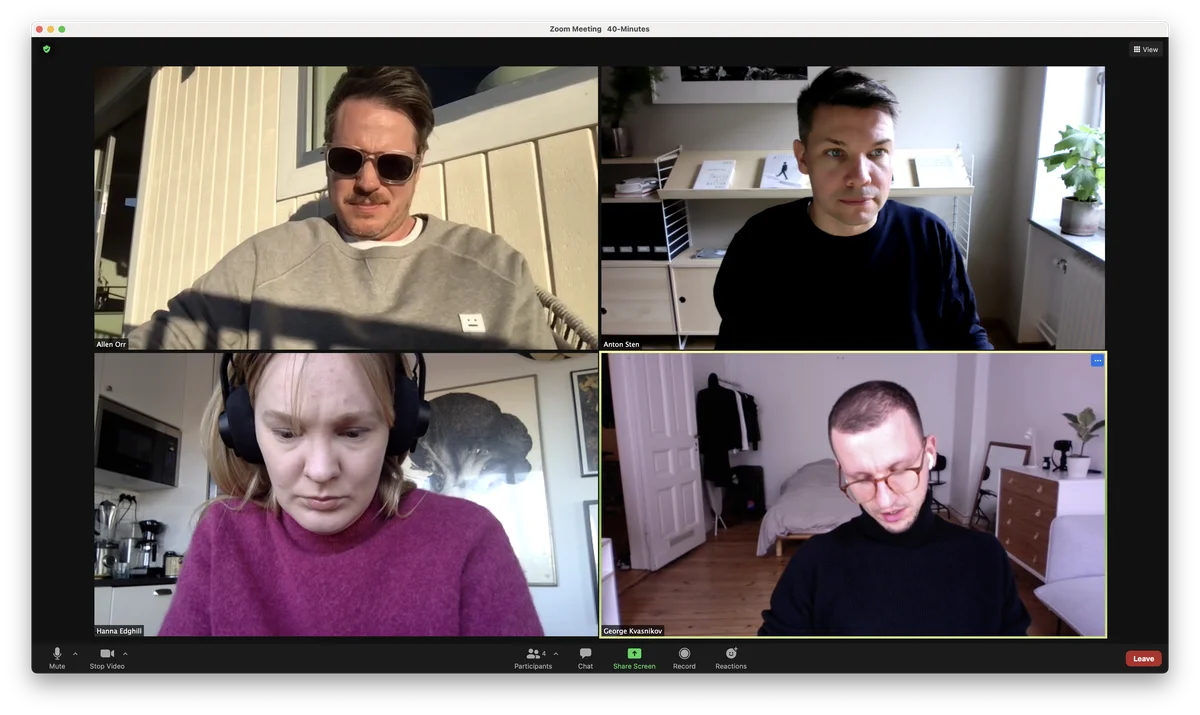 Zoom Meeting 40-Minutes
View
Allen Orr
Anton Sten
Hanna Edghill
George Kvasnikov
Mute
Stop Video
Participants
4
Chat
Share Screen
Record
Reactions
Leave